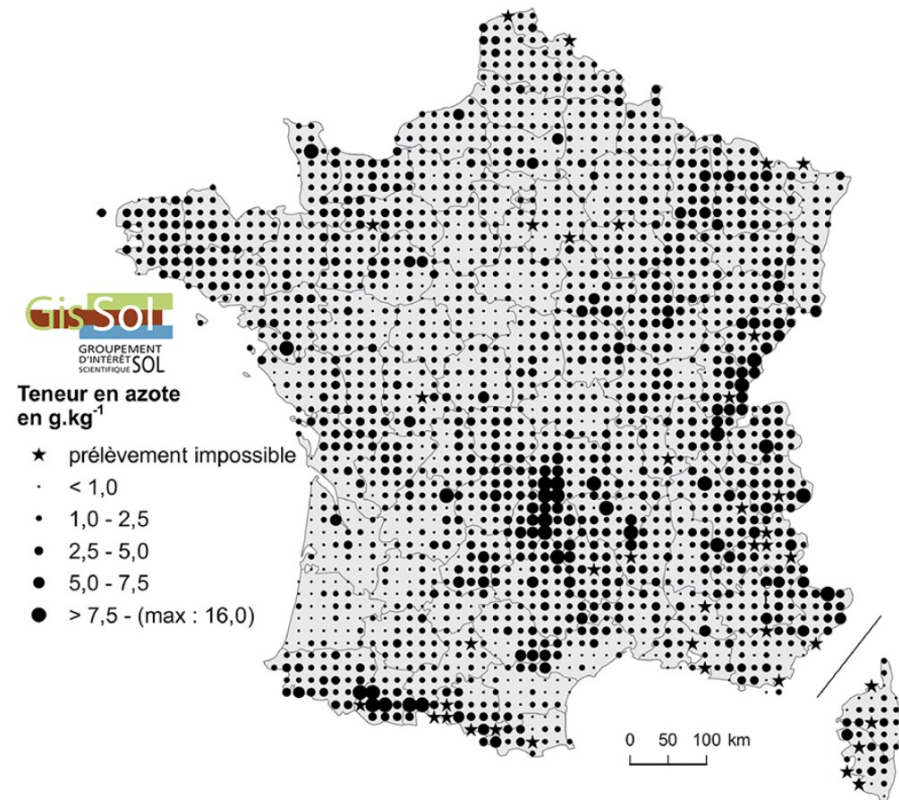 Gis Sol
GROUPEMENT
D'INTÉRÊT
SCIENTIFIQUE SOL
Teneur en azote
en g.kg⁻¹
prélèvement impossible
< 1,0
1,0 - 2,5
2,5 - 5,0
5,0 - 7,5
> 7,5 - (max : 16,0)
0 50 100 km